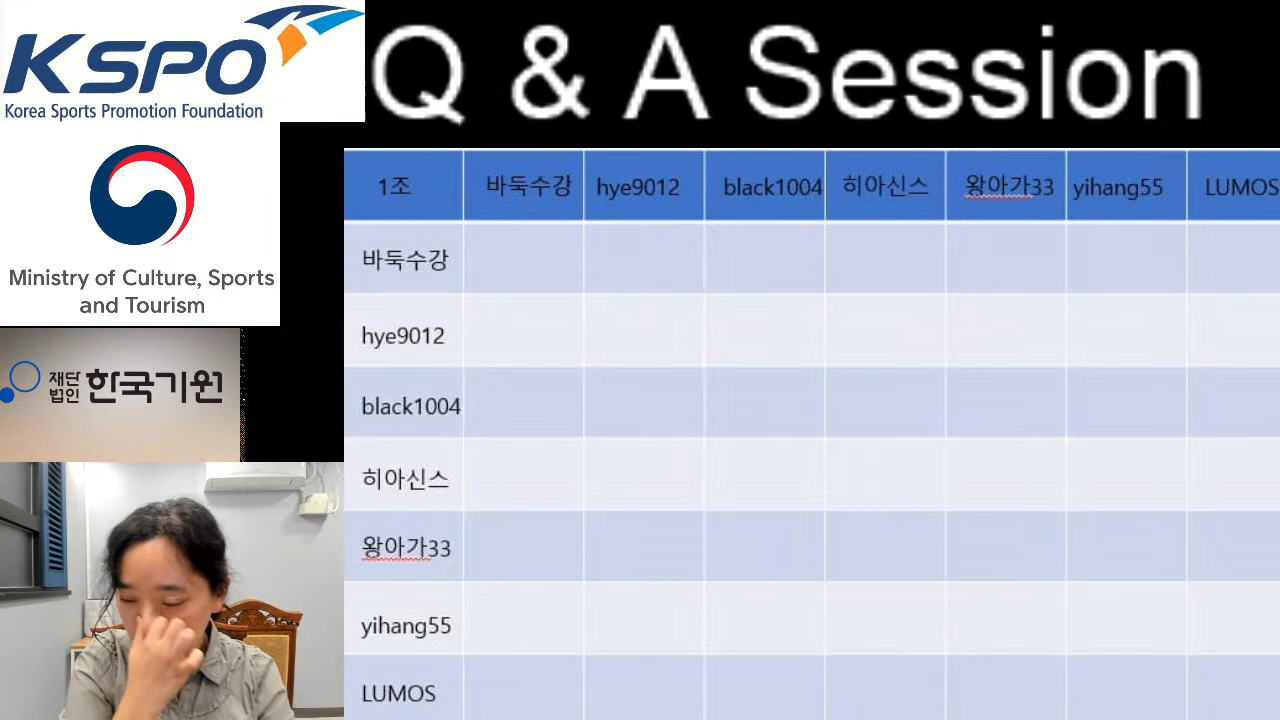 KSPO
Korea Sports Promotion Foundation
Q & A Session
Ministry of Culture, Sports
and Tourism
재단
법인 한국기원
1조 바둑수강 hye9012 black1004 히아신스 왕아가33 yihang55 LUMOS
바둑수강
hye9012
black1004
히아신스
왕아가33
yihang55
LUMOS